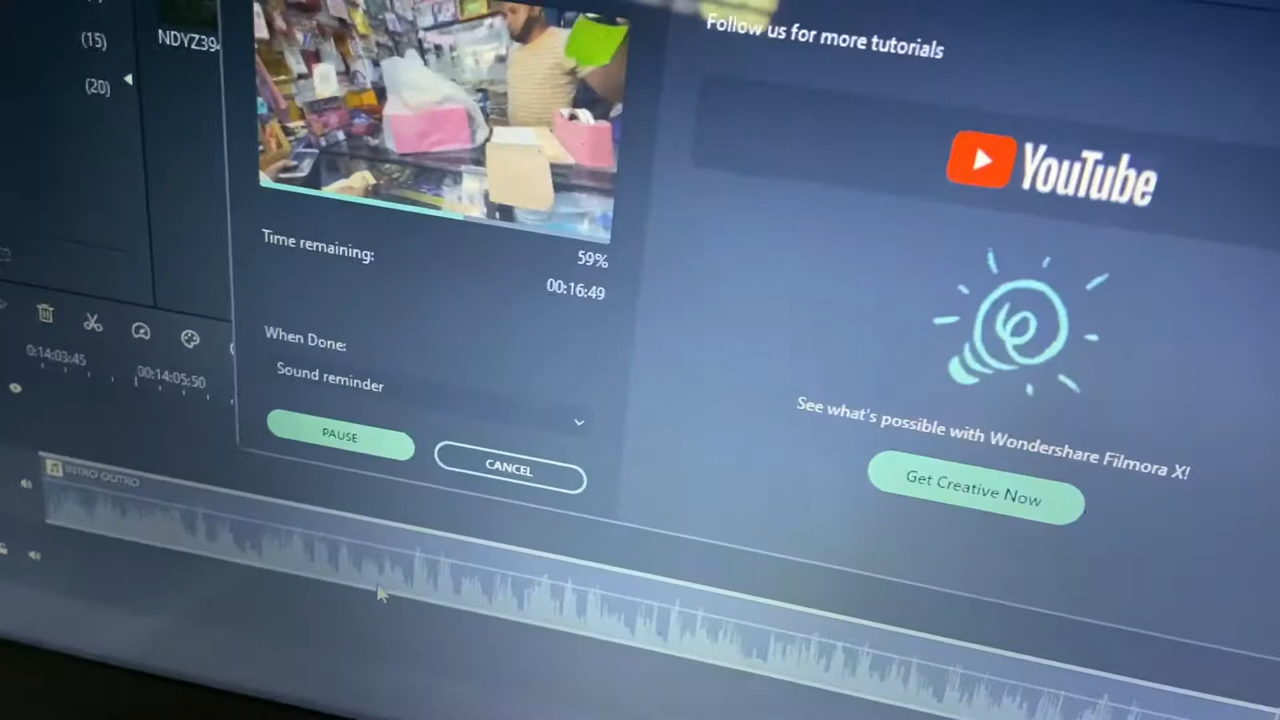 (15)
NDYZ39
(20)
Follow us for more tutorials
YouTube
Time remaining:
59%
00:16:49
When Done:
Sound reminder
PAUSE
CANCEL
See what's possible with Wondershare Filmora X!
Get Creative Now
0:14:03:45
00:14:05:50
INTRO OUTRO